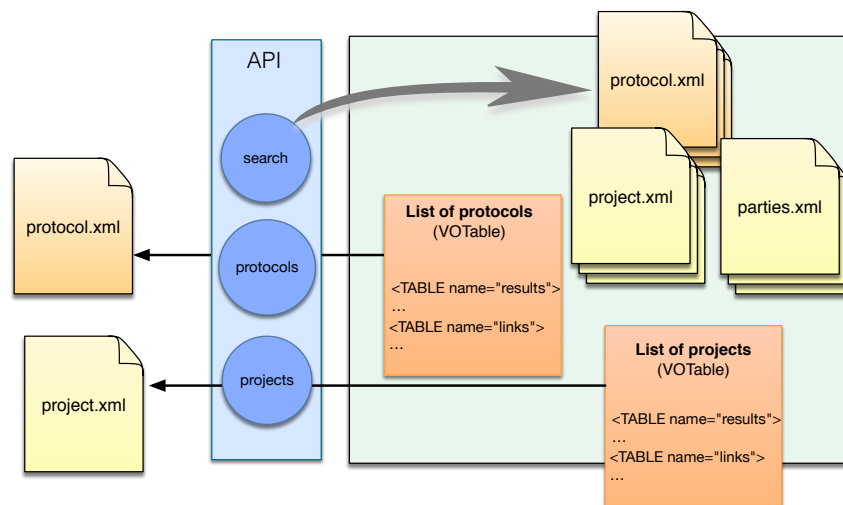 API
search
protocols
projects
protocol.xml
project.xml
protocol.xml
project.xml
parties.xml
List of protocols
(VOTable)
<TABLE name="results">
...
<TABLE name="links">
...
List of projects
(VOTable)
<TABLE name="results">
...
<TABLE name="links">
...